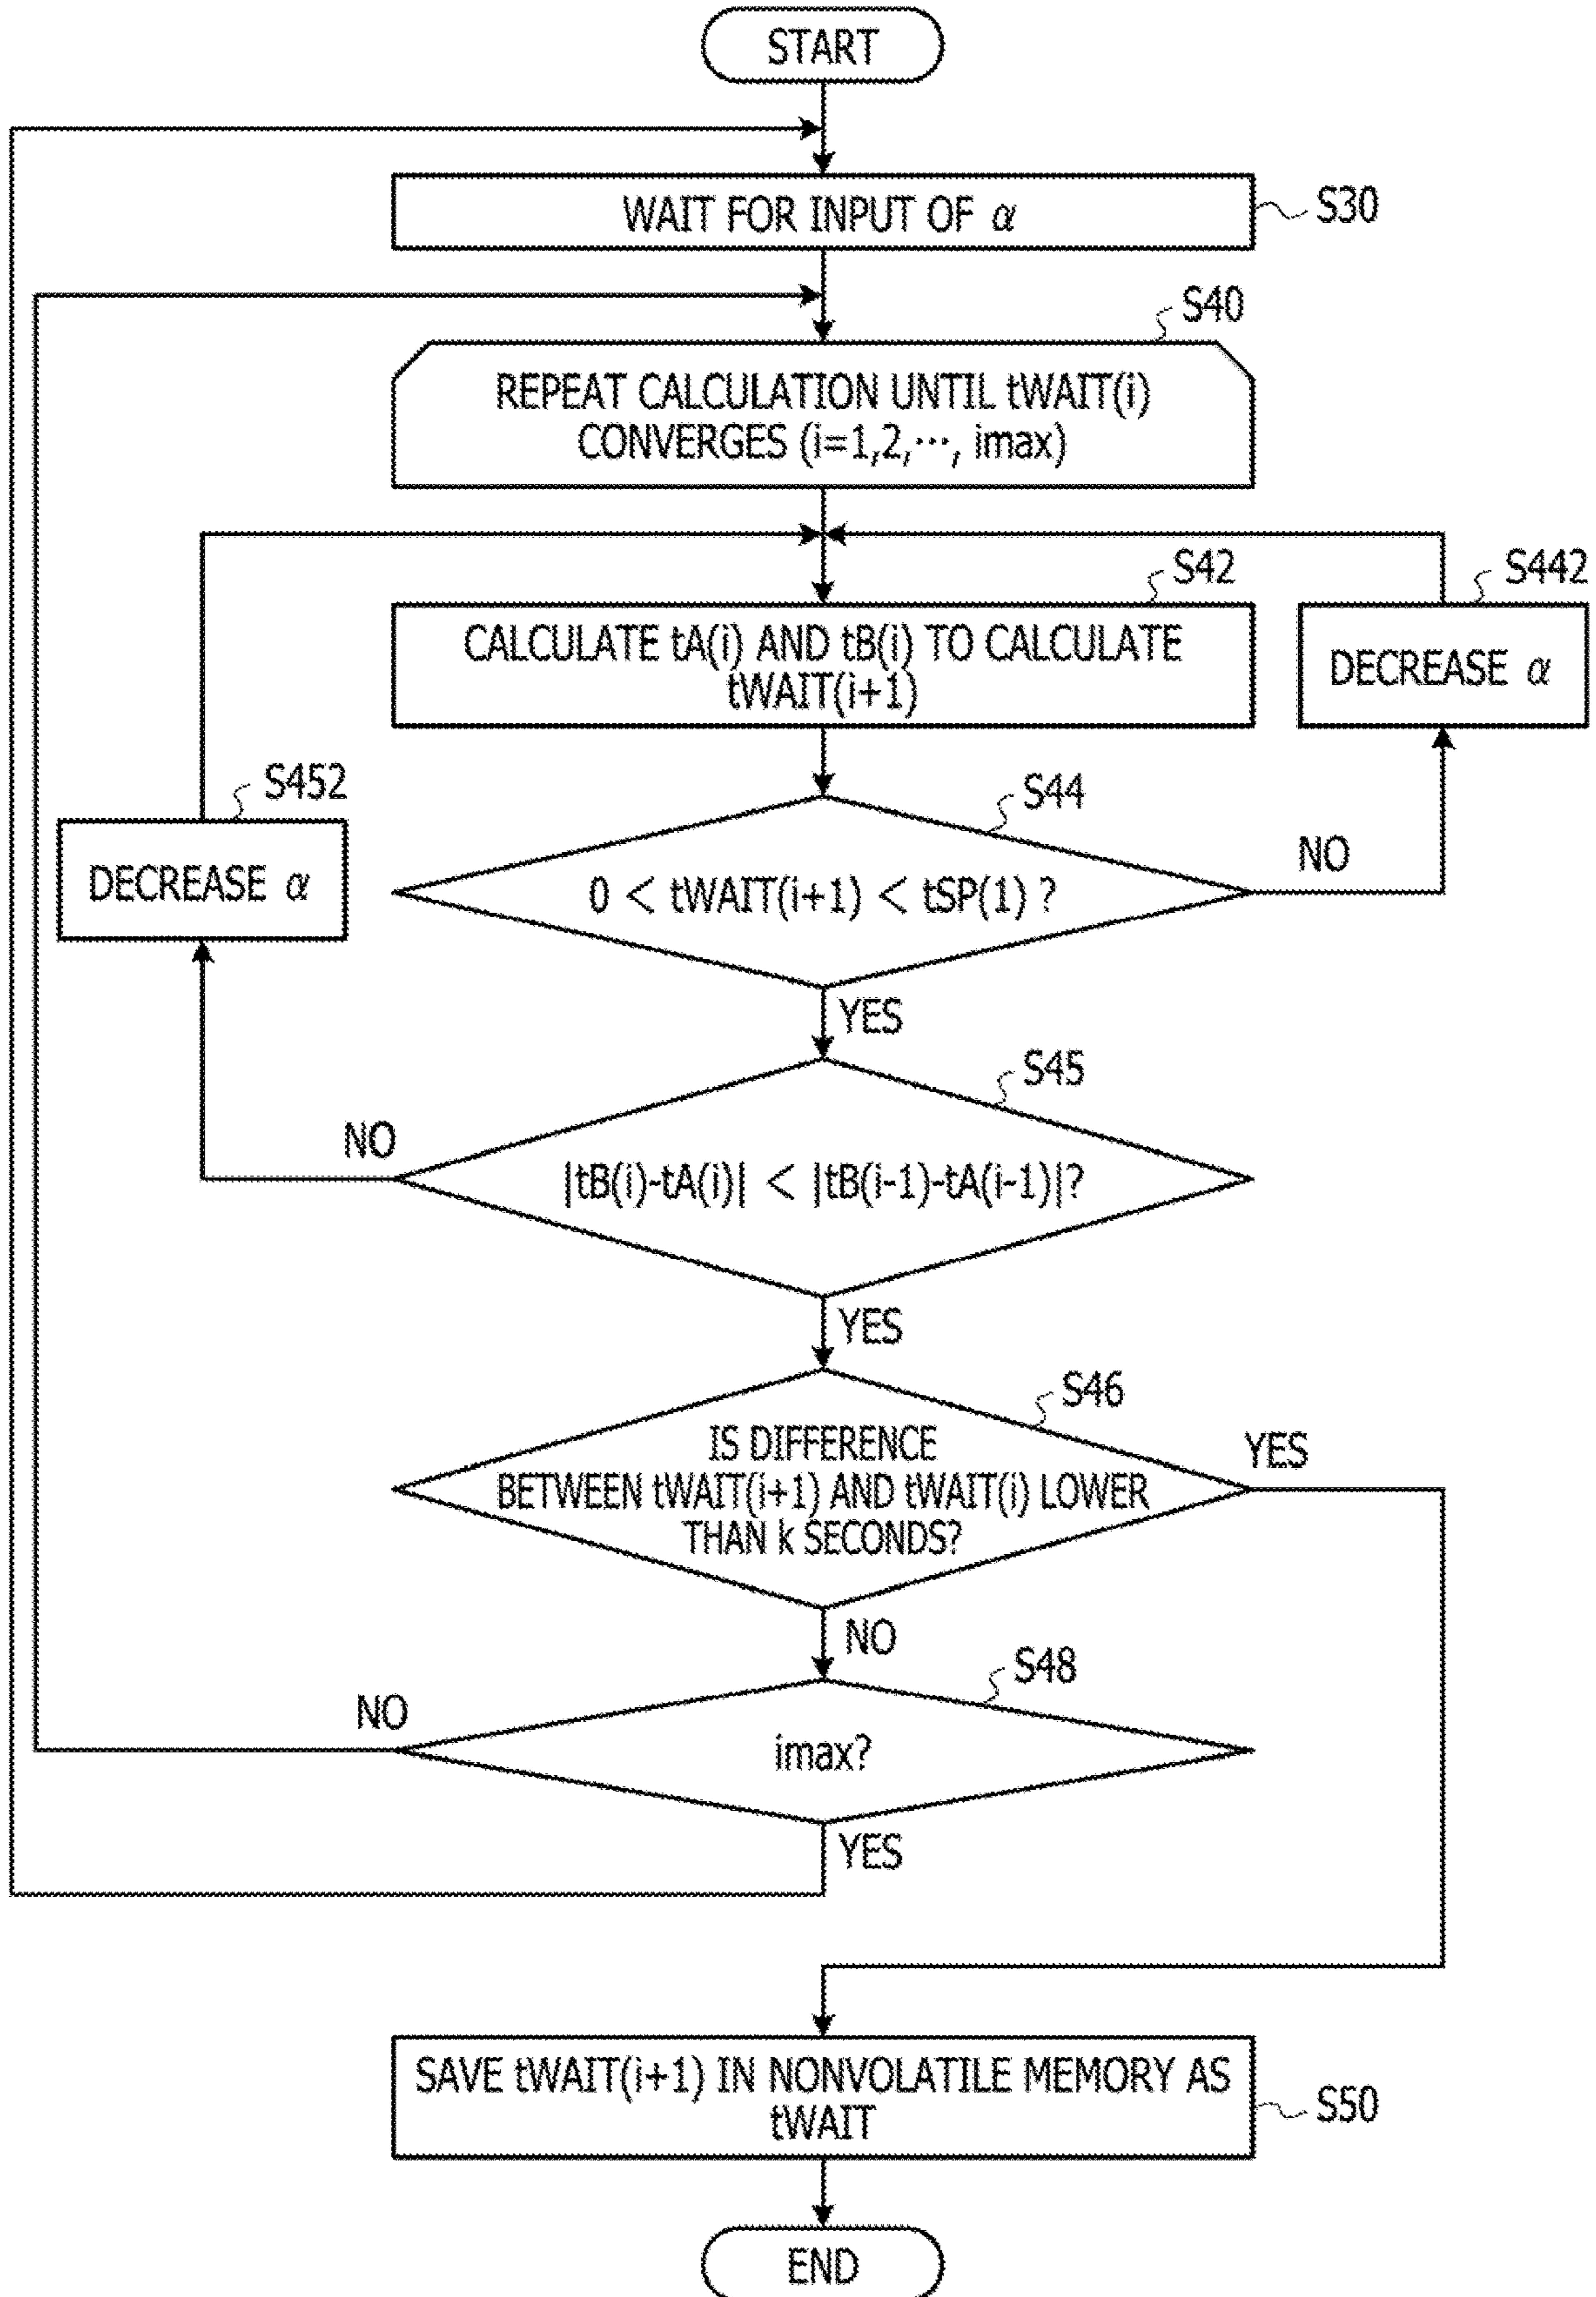 START
WAIT FOR INPUT OF α
S30
S40
REPEAT CALCULATION UNTIL tWAIT(i)
CONVERGES (i=1,2,⋯, imax)
S42
S442
CALCULATE tA(i) AND tB(i) TO CALCULATE
tWAIT(i+1)
DECREASE α
S452
S44
DECREASE α
0 < tWAIT(i+1) < tSP(1) ?
NO
YES
S45
NO
|tB(i)-tA(i)| < |tB(i-1)-tA(i-1)|?
YES
S46
IS DIFFERENCE
BETWEEN tWAIT(i+1) AND tWAIT(i) LOWER
THAN k SECONDS?
YES
NO
S48
NO
imax?
YES
SAVE tWAIT(i+1) IN NONVOLATILE MEMORY AS
tWAIT
S50
END